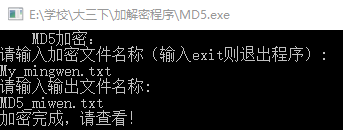 E:\学校\大三下\加解密程序\MD5.exe
MD5加密:
请输入加密文件名称（输入exit则退出程序）:
My_mingwen.txt
请输入输出文件名称:
MD5_miwen.txt
加密完成，请查看!